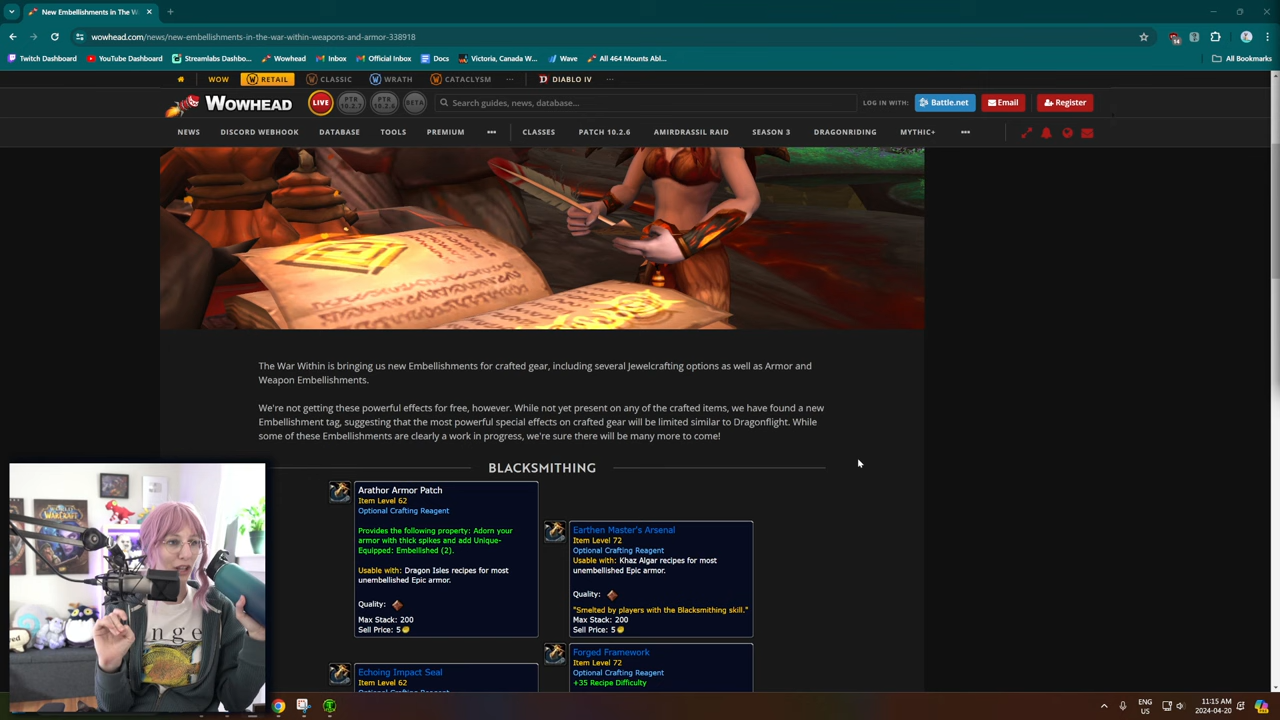 New Embellishments in The W
wowhead.com/news/new-embellishments-in-the-war-within-weapons-and-armor-338918
Twitch Dashboard
YouTube Dashboard
Streamlabs Dashbo...
Wowhead
Inbox
Official Inbox
Docs
Victoria, Canada W...
Wave
All 464 Mounts Abl...
All Bookmarks
WOW
RETAIL
CLASSIC
WRATH
CATACLYSM
...
DIABLO IV
...
WOWHEAD
LIVE
PTR 10.2.7
PTR 10.2.6
BETA
Search guides, news, database...
LOG IN WITH:
Battle.net
Email
Register
NEWS
DISCORD WEBHOOK
DATABASE
TOOLS
PREMIUM
•••
CLASSES
PATCH 10.2.6
AMIRDRASSIL RAID
SEASON 3
DRAGONRIDING
MYTHIC+
•••
The War Within is bringing us new Embellishments for crafted gear, including several Jewelcrafting options as well as Armor and
Weapon Embellishments.
We're not getting these powerful effects for free, however. While not yet present on any of the crafted items, we have found a new
Embellishment tag, suggesting that the most powerful special effects on crafted gear will be limited similar to Dragonflight. While
some of these Embellishments are clearly a work in progress, we're sure there will be many more to come!
BLACKSMITHING
Arathor Armor Patch
Item Level 62
Optional Crafting Reagent
Provides the following property: Adorn your
armor with thick spikes and add Unique-
Equipped: Embellished (2).
Usable with: Dragon Isles recipes for most
unembellished Epic armor.
Quality:
Max Stack: 200
Sell Price: 5
Earthen Master's Arsenal
Item Level 72
Optional Crafting Reagent
Usable with: Khaz Algar recipes for most
unembellished Epic armor.
Quality:
"Smelted by players with the Blacksmithing skill."
Max Stack: 200
Sell Price: 5
Echoing Impact Seal
Item Level 62
Optional Crafting Reagent
Forged Framework
Item Level 72
Optional Crafting Reagent
+35 Recipe Difficulty
ENG
US
11:15 AM
2024-04-20